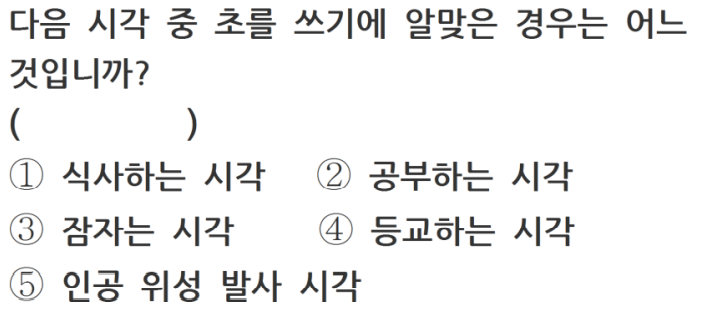 다음 시각 중 초를 쓰기에 알맞은 경우는 어느
것입니까?
(          )
① 식사하는 시각   ② 공부하는 시각
③ 잠자는 시각   ④ 등교하는 시각
⑤ 인공 위성 발사 시각